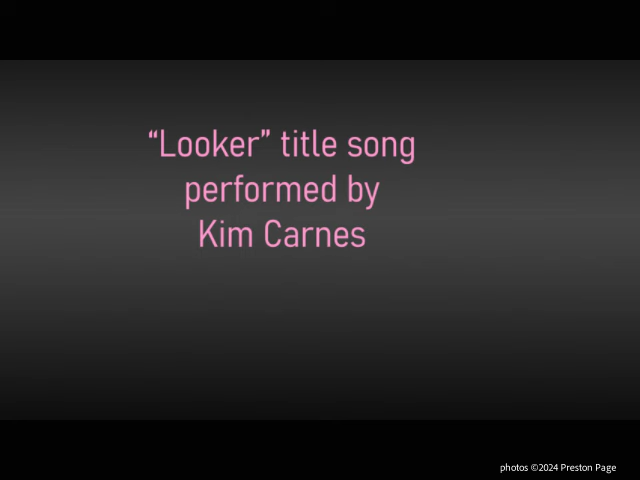 “Looker” title song
performed by
Kim Carnes
photos ©2024 Preston Page